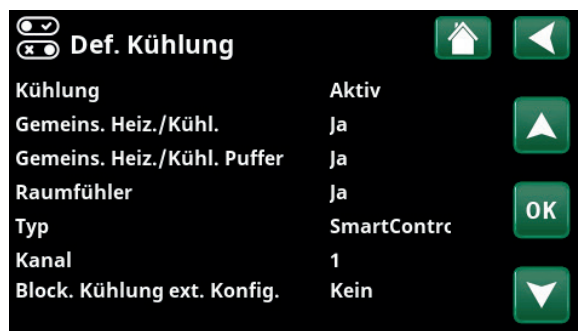 Def. Kühlung
Kühlung Aktiv
Gemeins. Heiz./Kühl. Ja
Gemeins. Heiz./Kühl. Puffer Ja
Raumfühler Ja
OK
Typ SmartContrc
Kanal 1
Block. Kühlung ext. Konfig. Kein